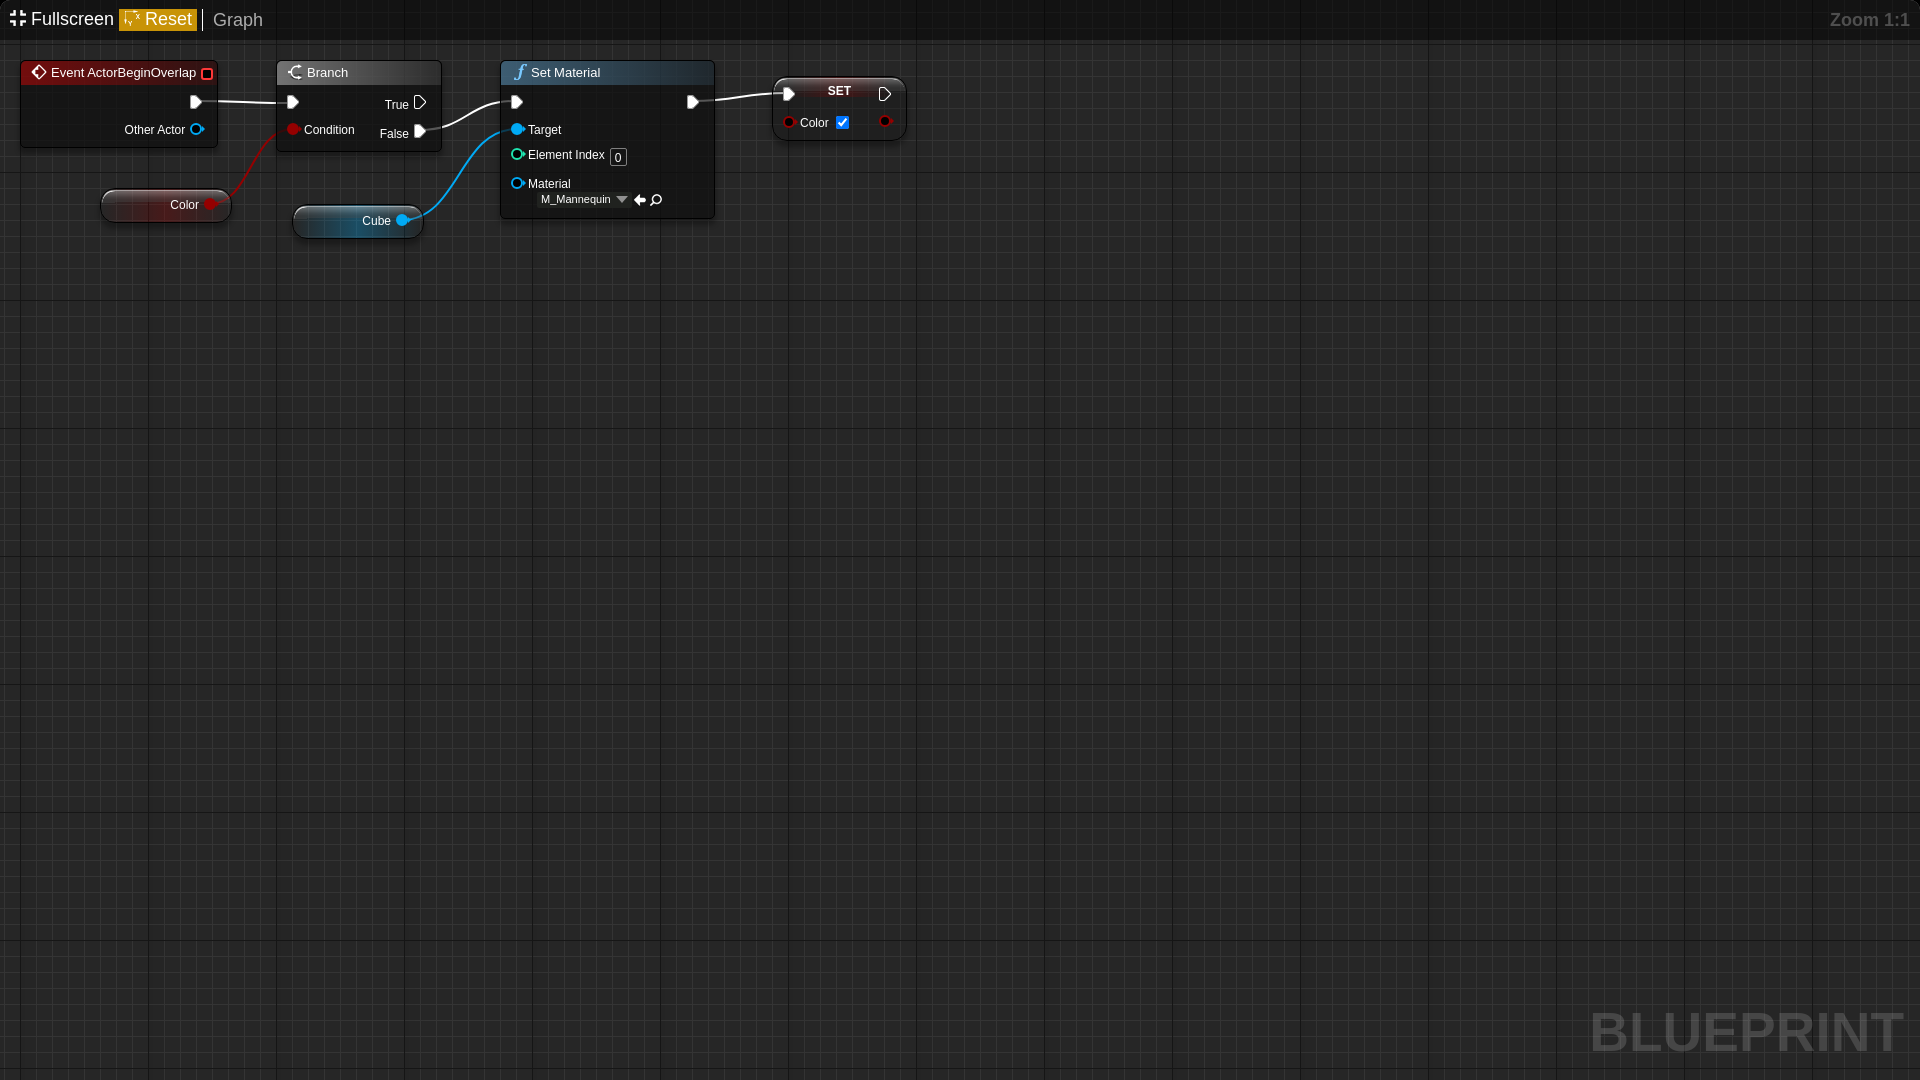 Fullscreen Reset Graph Zoom 1:1
Event ActorBeginOverlap
Other Actor
Color
Branch
True
Condition
False
Cube
Set Material
Target
Element Index 0
Material
M_Mannequin
SET
Color
BLUEPRINT